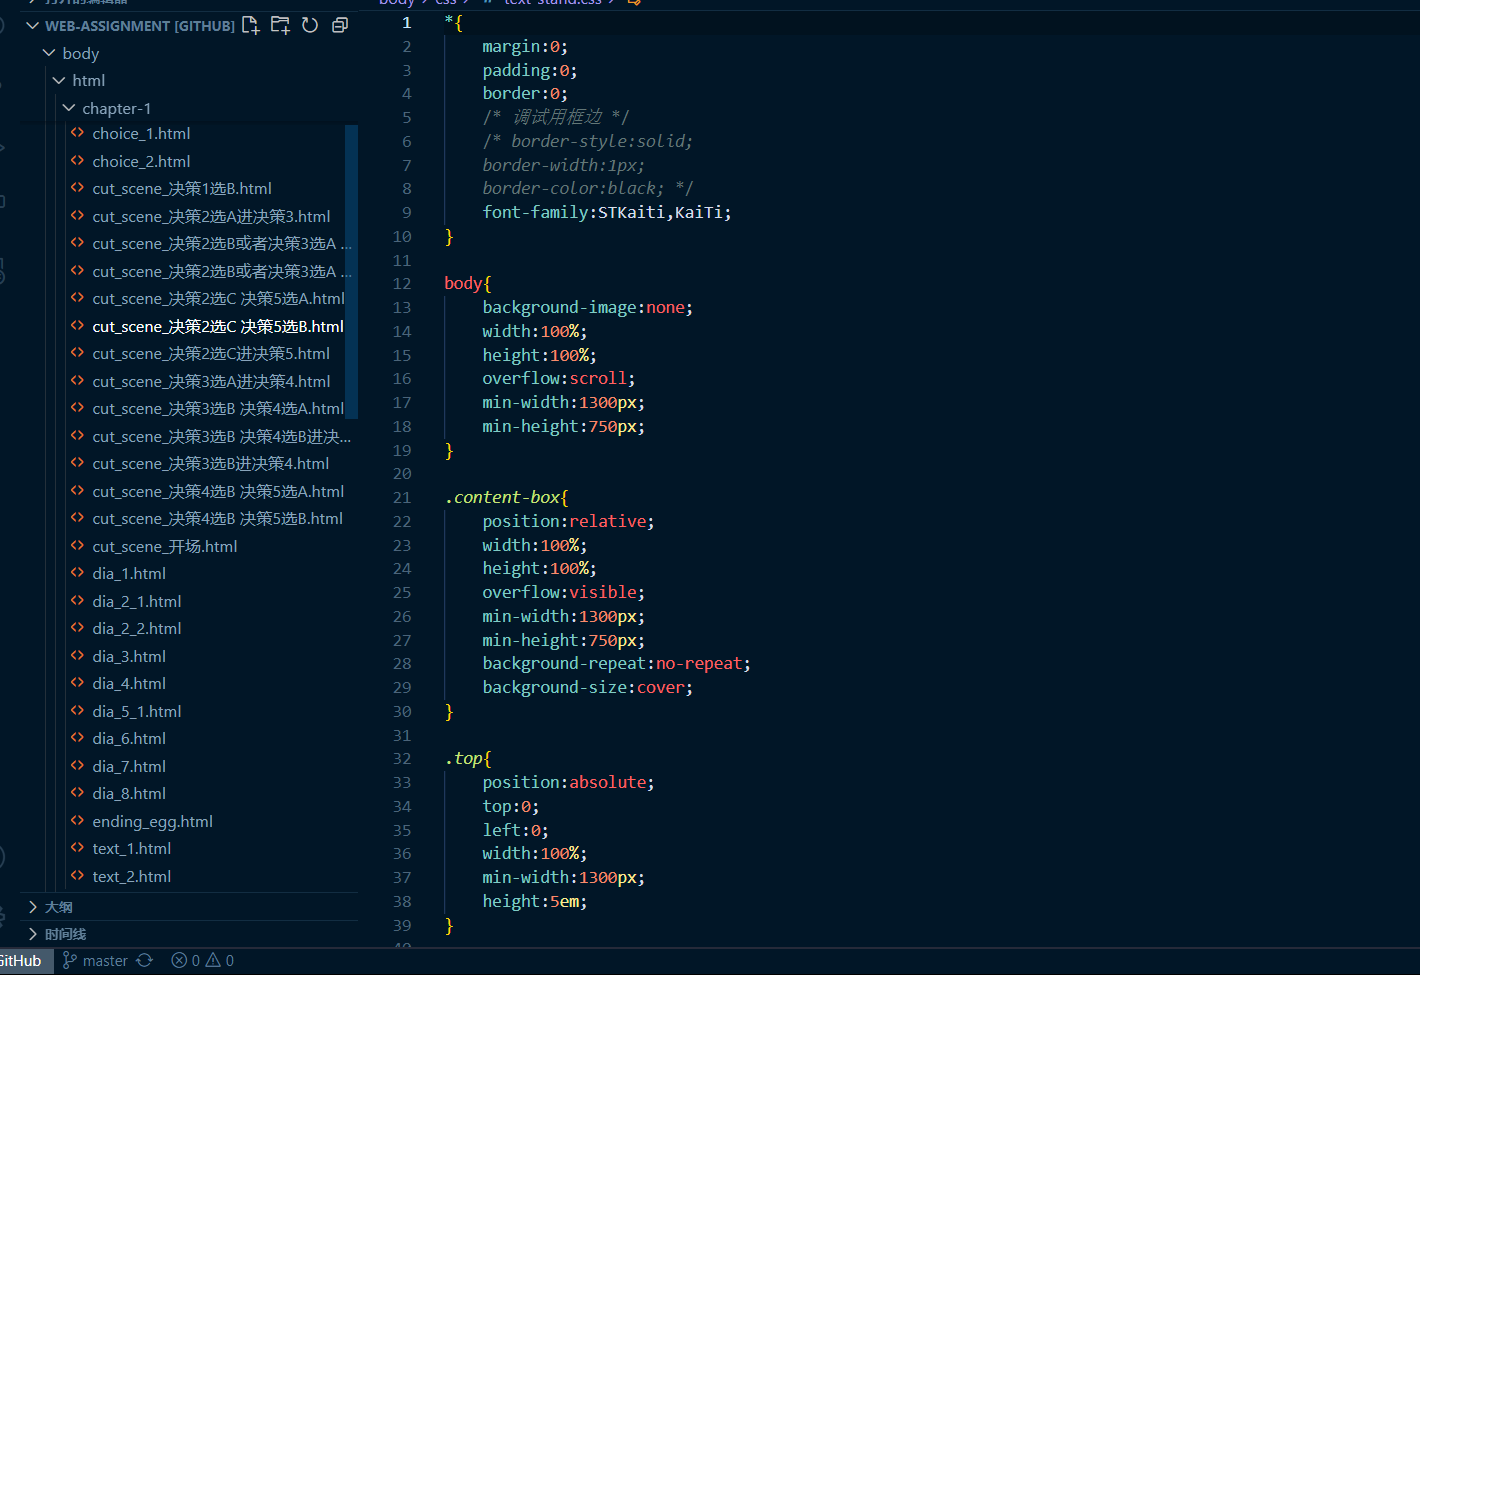 WEB-ASSIGNMENT [GITHUB]
body
html
chapter-1
choice_1.html
choice_2.html
cut_scene_决策1选B.html
cut_scene_决策2选A进决策3.html
cut_scene_决策2选B或者决策3选A ...
cut_scene_决策2选B或者决策3选A ...
cut_scene_决策2选C 决策5选A.html
cut_scene_决策2选C 决策5选B.html
cut_scene_决策2选C进决策5.html
cut_scene_决策3选A进决策4.html
cut_scene_决策3选B 决策4选A.html
cut_scene_决策3选B 决策4选B进决...
cut_scene_决策3选B进决策4.html
cut_scene_决策4选B 决策5选A.html
cut_scene_决策4选B 决策5选B.html
cut_scene_开场.html
dia_1.html
dia_2_1.html
dia_2_2.html
dia_3.html
dia_4.html
dia_5_1.html
dia_6.html
dia_7.html
dia_8.html
ending_egg.html
text_1.html
text_2.html
大纲
时间线
body > css > text-stand.css >
1 *{
2 margin:0;
3 padding:0;
4 border:0;
5 /* 调试用框边 */
6 /* border-style:solid;
7 border-width:1px;
8 border-color:black; */
9 font-family:STKaiti,KaiTi;
10 }
11
12 body{
13 background-image:none;
14 width:100%;
15 height:100%;
16 overflow:scroll;
17 min-width:1300px;
18 min-height:750px;
19 }
20
21 .content-box{
22 position:relative;
23 width:100%;
24 height:100%;
25 overflow:visible;
26 min-width:1300px;
27 min-height:750px;
28 background-repeat:no-repeat;
29 background-size:cover;
30 }
31
32 .top{
33 position:absolute;
34 top:0;
35 left:0;
36 width:100%;
37 min-width:1300px;
38 height:5em;
39 }
GitHub master 0 0